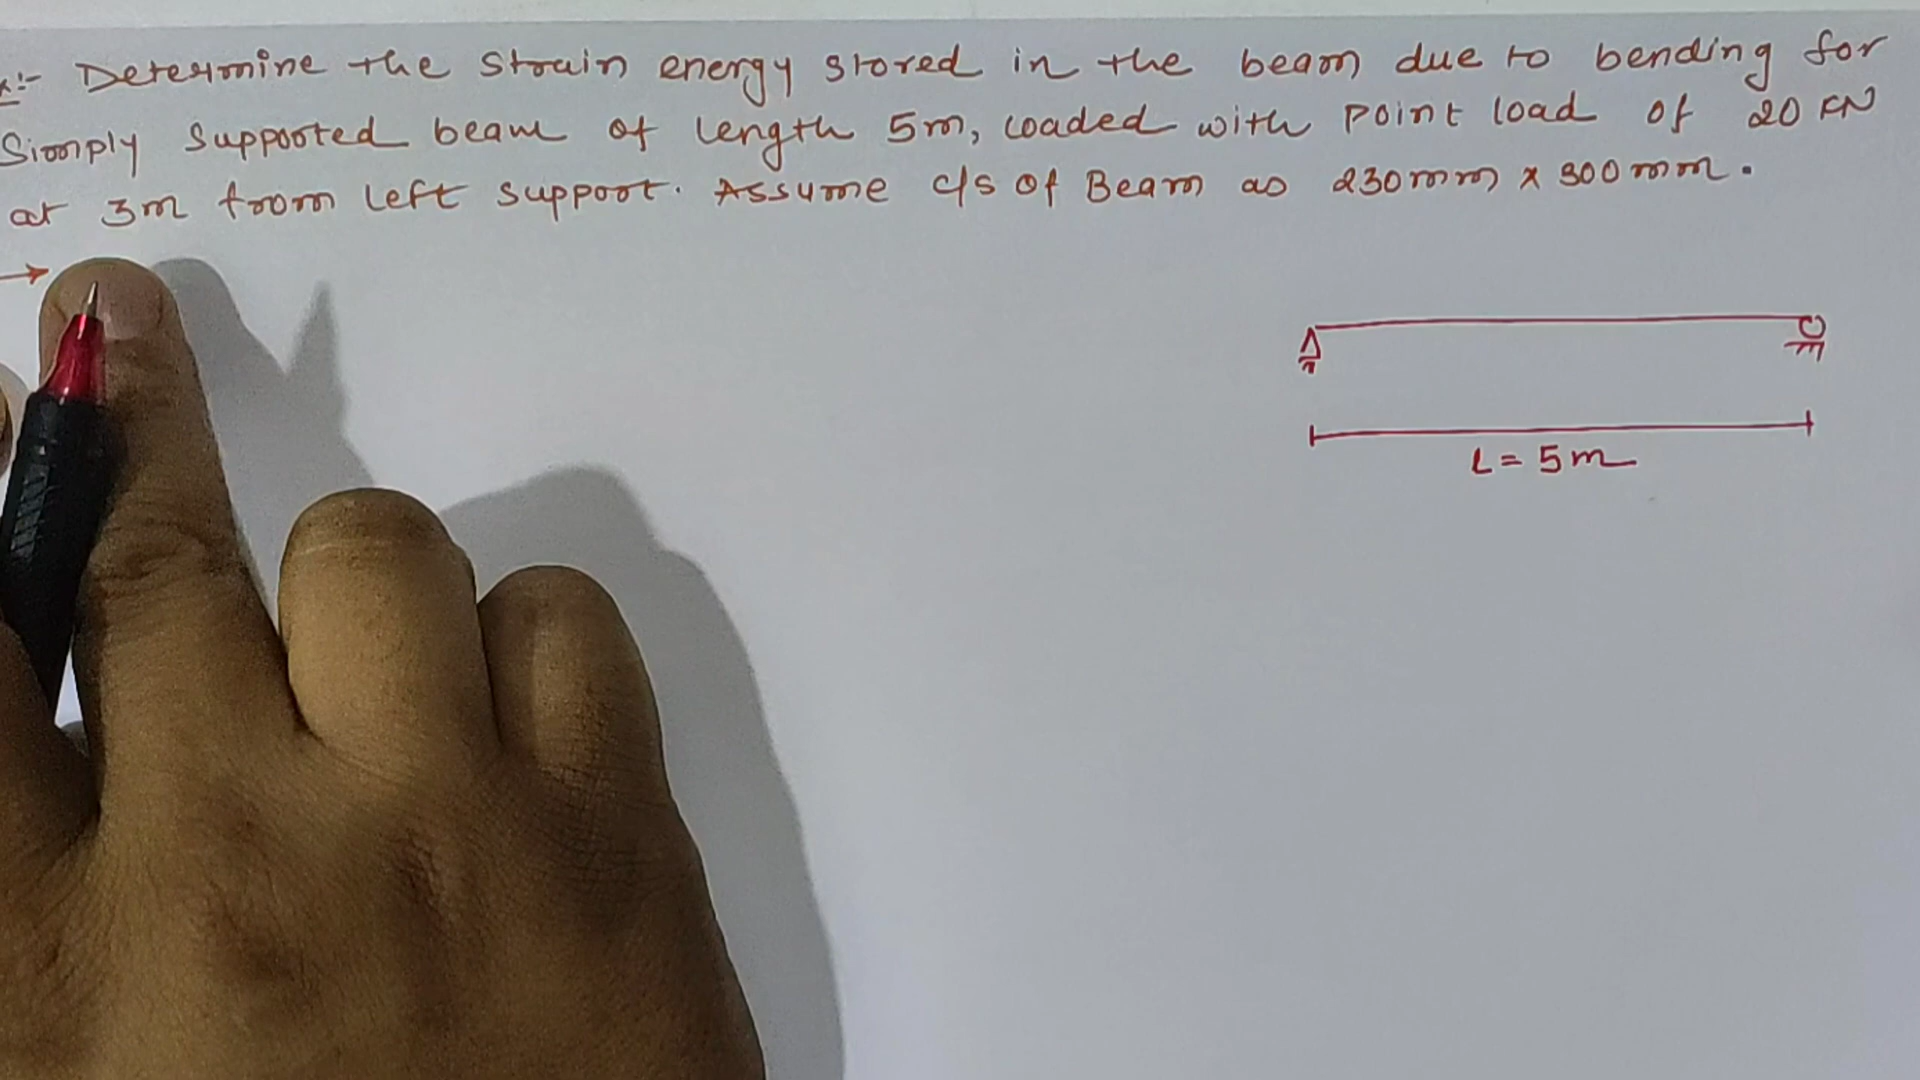 :- Determine the strain energy stored in the beam due to bending for
Simply supported beam of length 5m, loaded with point load of 20 KN
at 3m from left support. Assume c/s of Beam as 230mm x 300mm.
L = 5m